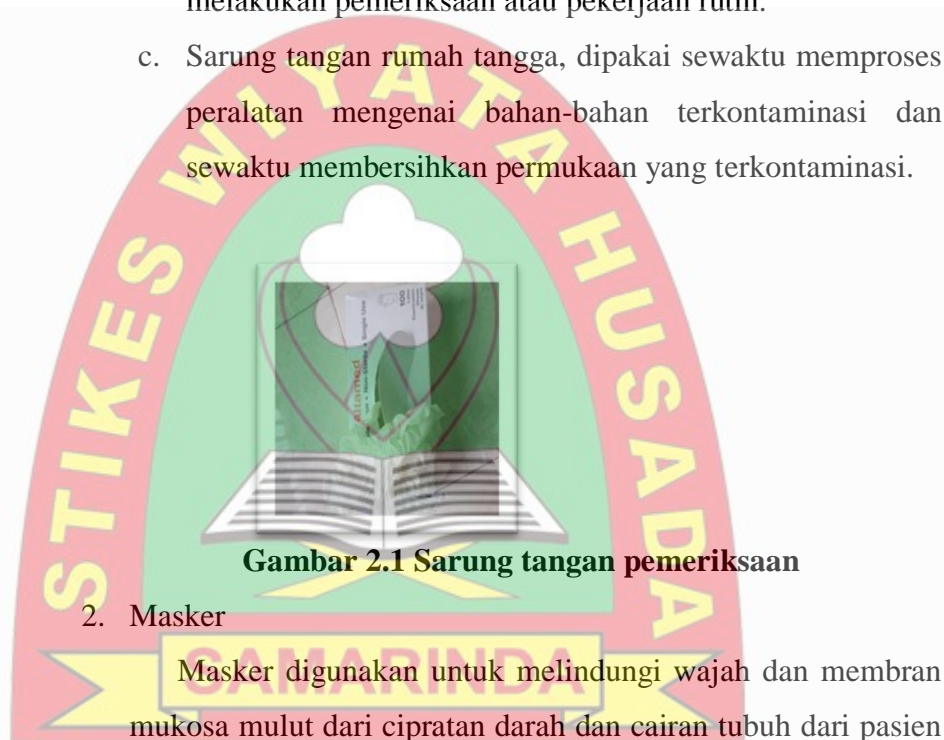 melakukan pemeriksaan atau pekerjaan rutin.
c. Sarung tangan rumah tangga, dipakai sewaktu memproses
peralatan mengenai bahan-bahan terkontaminasi dan
sewaktu membersihkan permukaan yang terkontaminasi.
STIKES WIYATA HUSADA
Altamed
100
Gambar 2.1 Sarung tangan pemeriksaan
2. Masker
SAMARINDA
Masker digunakan untuk melindungi wajah dan membran
mukosa mulut dari cipratan darah dan cairan tubuh dari pasien